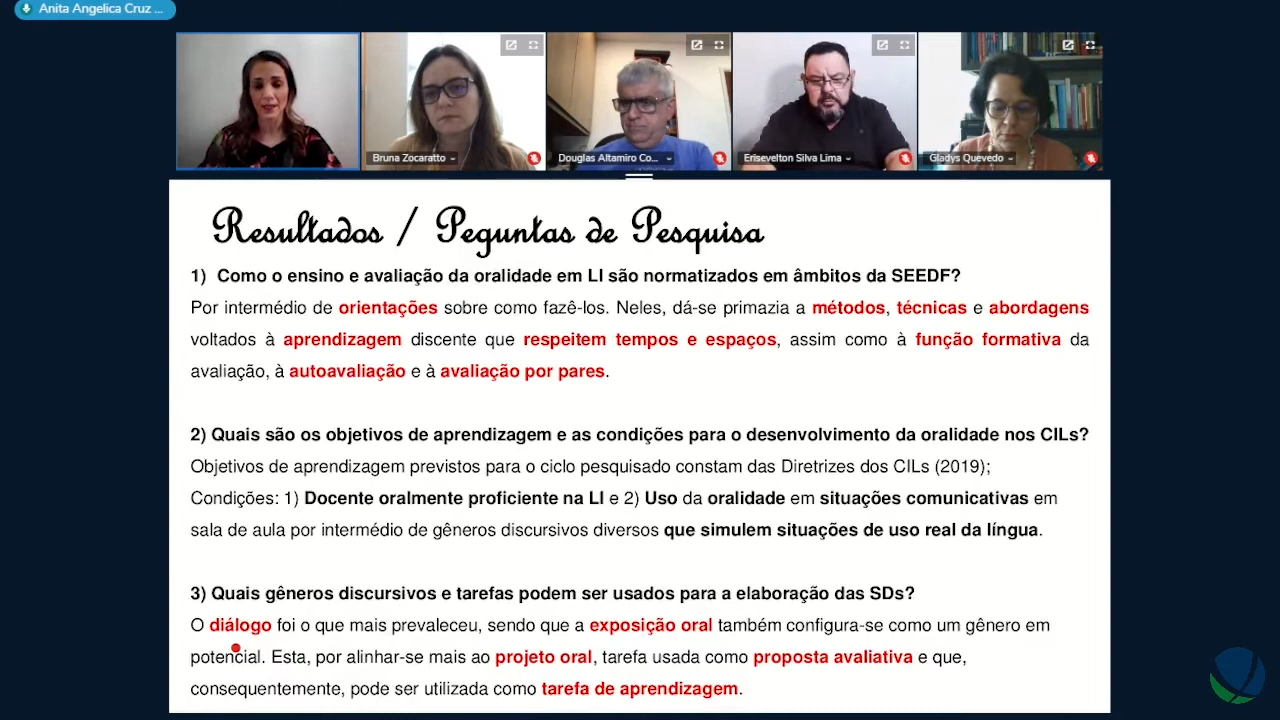 Anita Angelica Cruz ...
Bruna Zocaratto
Douglas Altamiro Co...
Erisevelton Silva Lima
Gladys Quevedo
Resultados / Peguntas de Pesquisa
1) Como o ensino e avaliação da oralidade em LI são normatizados em âmbitos da SEEDF?
Por intermédio de orientações sobre como fazê-los. Neles, dá-se primazia a métodos, técnicas e abordagens
voltados à aprendizagem discente que respeitem tempos e espaços, assim como à função formativa da
avaliação, à autoavaliação e à avaliação por pares.
2) Quais são os objetivos de aprendizagem e as condições para o desenvolvimento da oralidade nos CILs?
Objetivos de aprendizagem previstos para o ciclo pesquisado constam das Diretrizes dos CILs (2019);
Condições: 1) Docente oralmente proficiente na LI e 2) Uso da oralidade em situações comunicativas em
sala de aula por intermédio de gêneros discursivos diversos que simulem situações de uso real da língua.
3) Quais gêneros discursivos e tarefas podem ser usados para a elaboração das SDs?
O diálogo foi o que mais prevaleceu, sendo que a exposição oral também configura-se como um gênero em
potencial. Esta, por alinhar-se mais ao projeto oral, tarefa usada como proposta avaliativa e que,
consequentemente, pode ser utilizada como tarefa de aprendizagem.